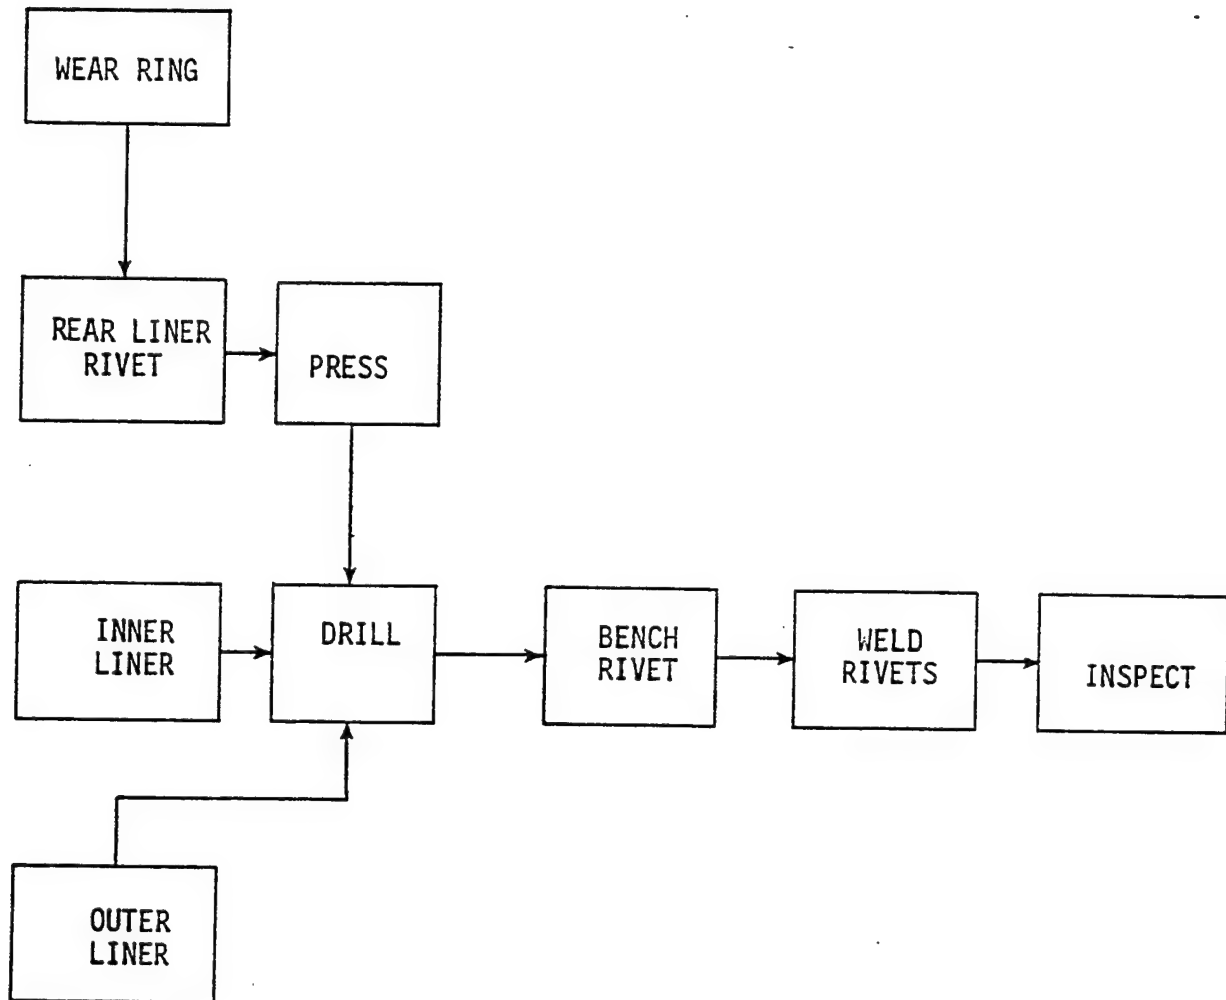 WEAR RING
REAR LINER
RIVET
PRESS
INNER
LINER
DRILL
BENCH
RIVET
WELD
RIVETS
INSPECT
OUTER
LINER